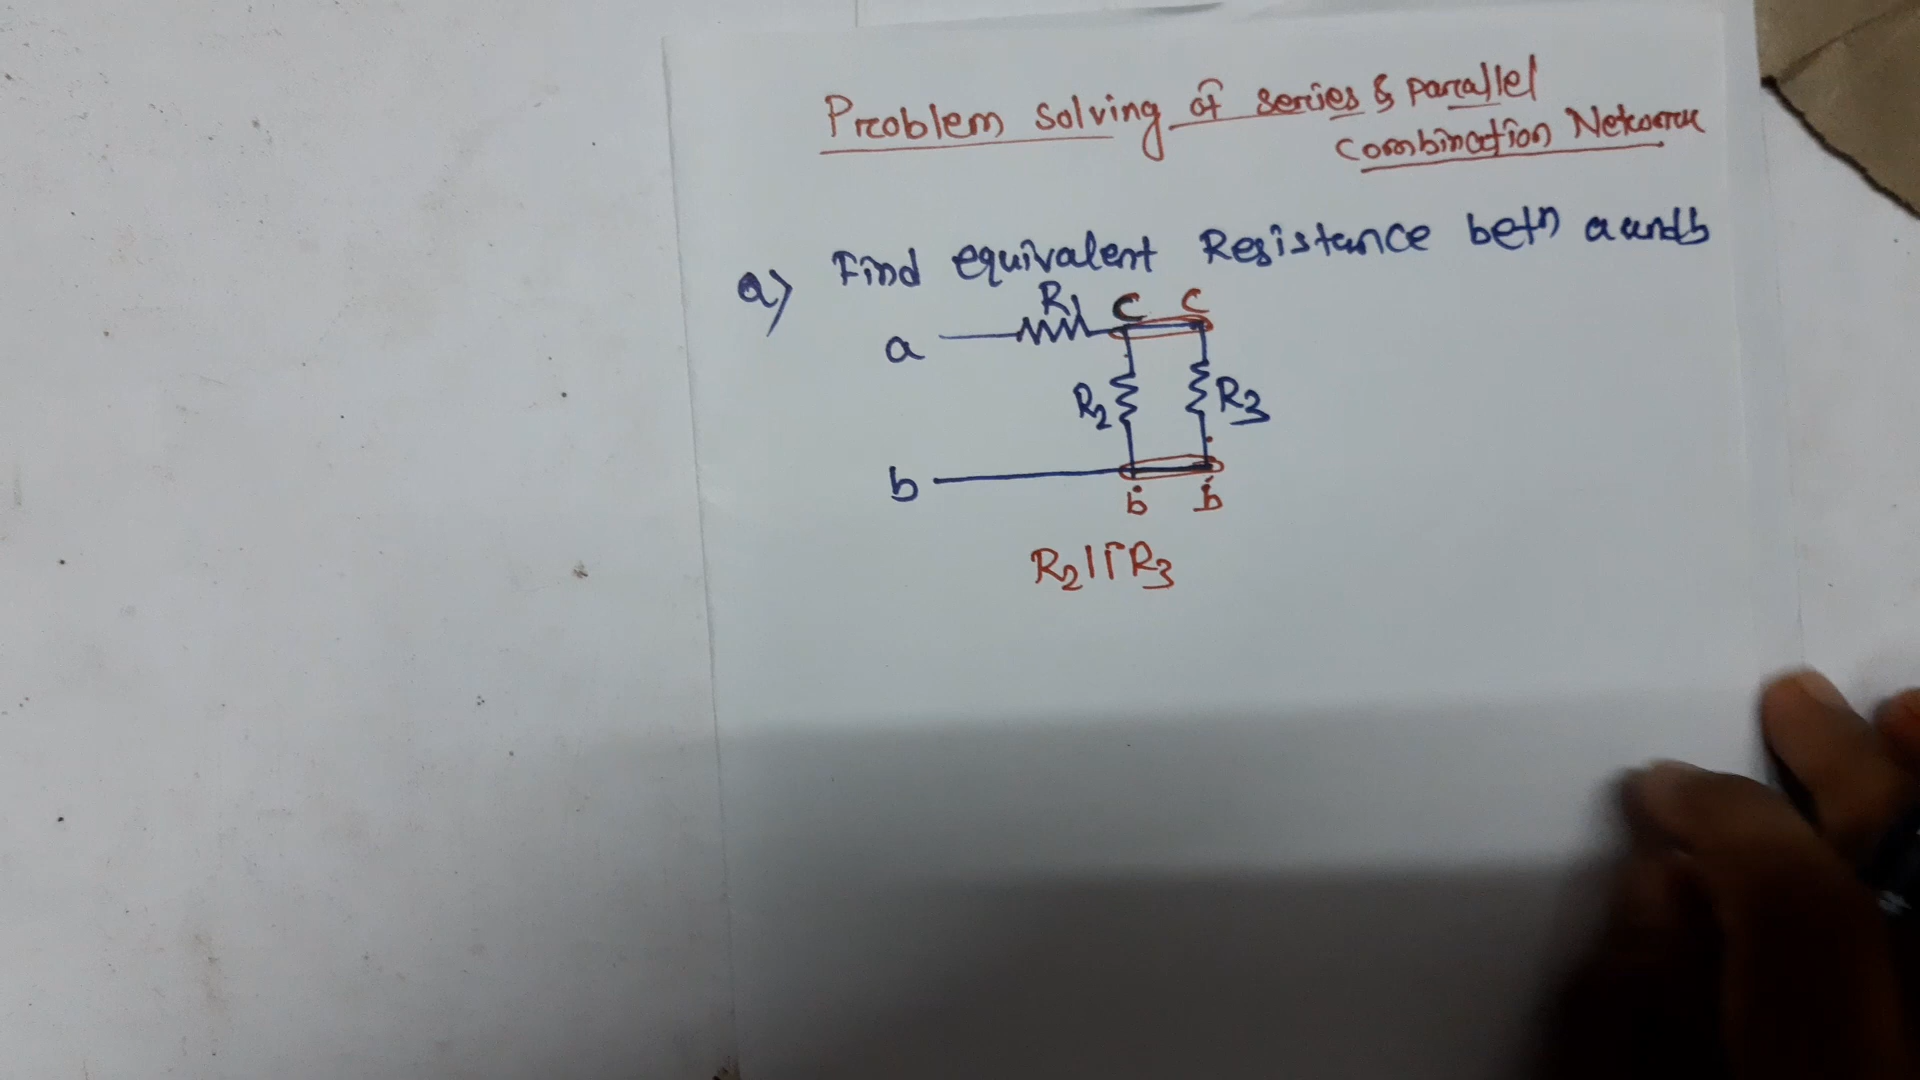 Problem solving of series & parallel
combination Network
Q) Find equivalent Resistance betn a and b
R1 C C
a
R2 R3
b
b b
R2 || R3